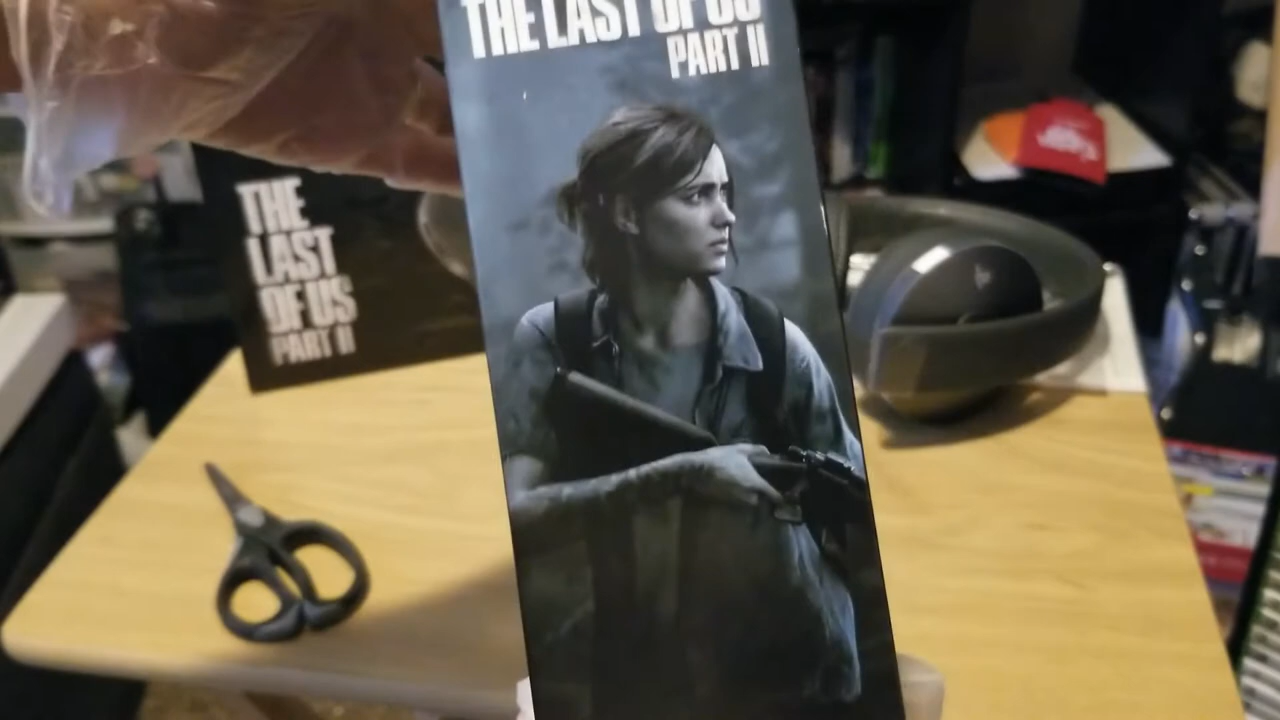 THE LAST OF US
PART II
THE
LAST
OF US
PART II